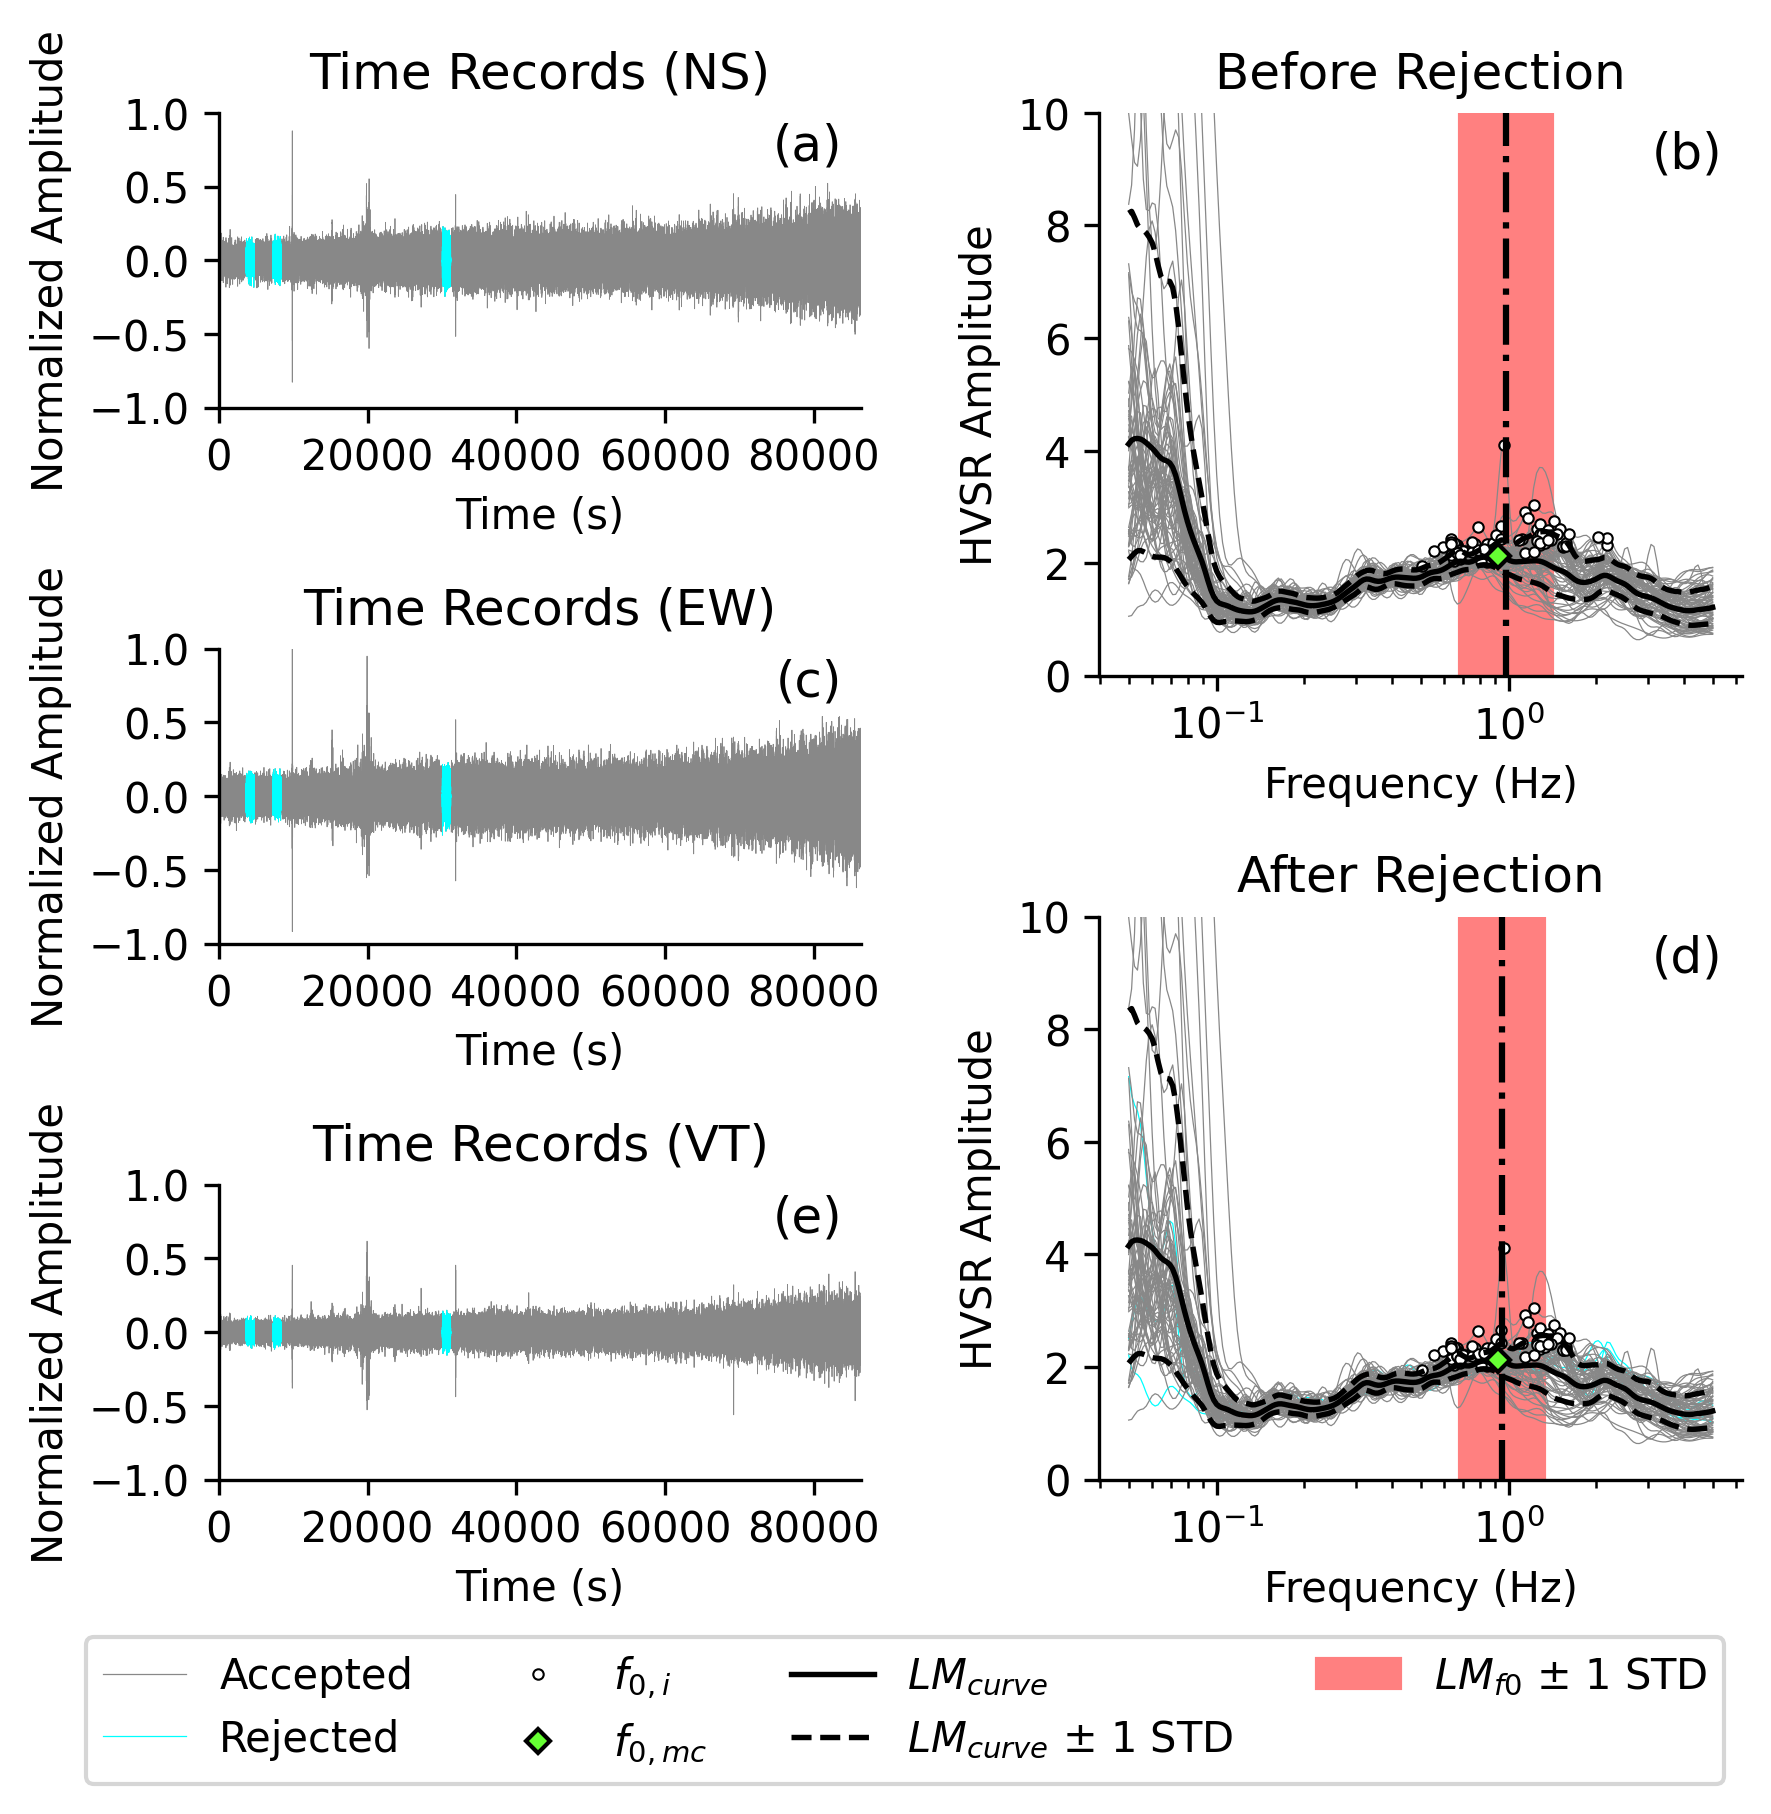 Time Records (NS)
(a)
Normalized Amplitude
1.0
0.5
0.0
−0.5
−1.0
0 20000 40000 60000 80000
Time (s)
Before Rejection
(b)
HVSR Amplitude
10
8
6
4
2
0
10⁻¹ 10⁰
Frequency (Hz)
Time Records (EW)
(c)
Normalized Amplitude
1.0
0.5
0.0
−0.5
−1.0
0 20000 40000 60000 80000
Time (s)
After Rejection
(d)
HVSR Amplitude
10
8
6
4
2
0
10⁻¹ 10⁰
Frequency (Hz)
Time Records (VT)
(e)
Normalized Amplitude
1.0
0.5
0.0
−0.5
−1.0
0 20000 40000 60000 80000
Time (s)
Accepted
Rejected
f0,i
f0,mc
LMcurve
LMcurve ± 1 STD
LMf0 ± 1 STD